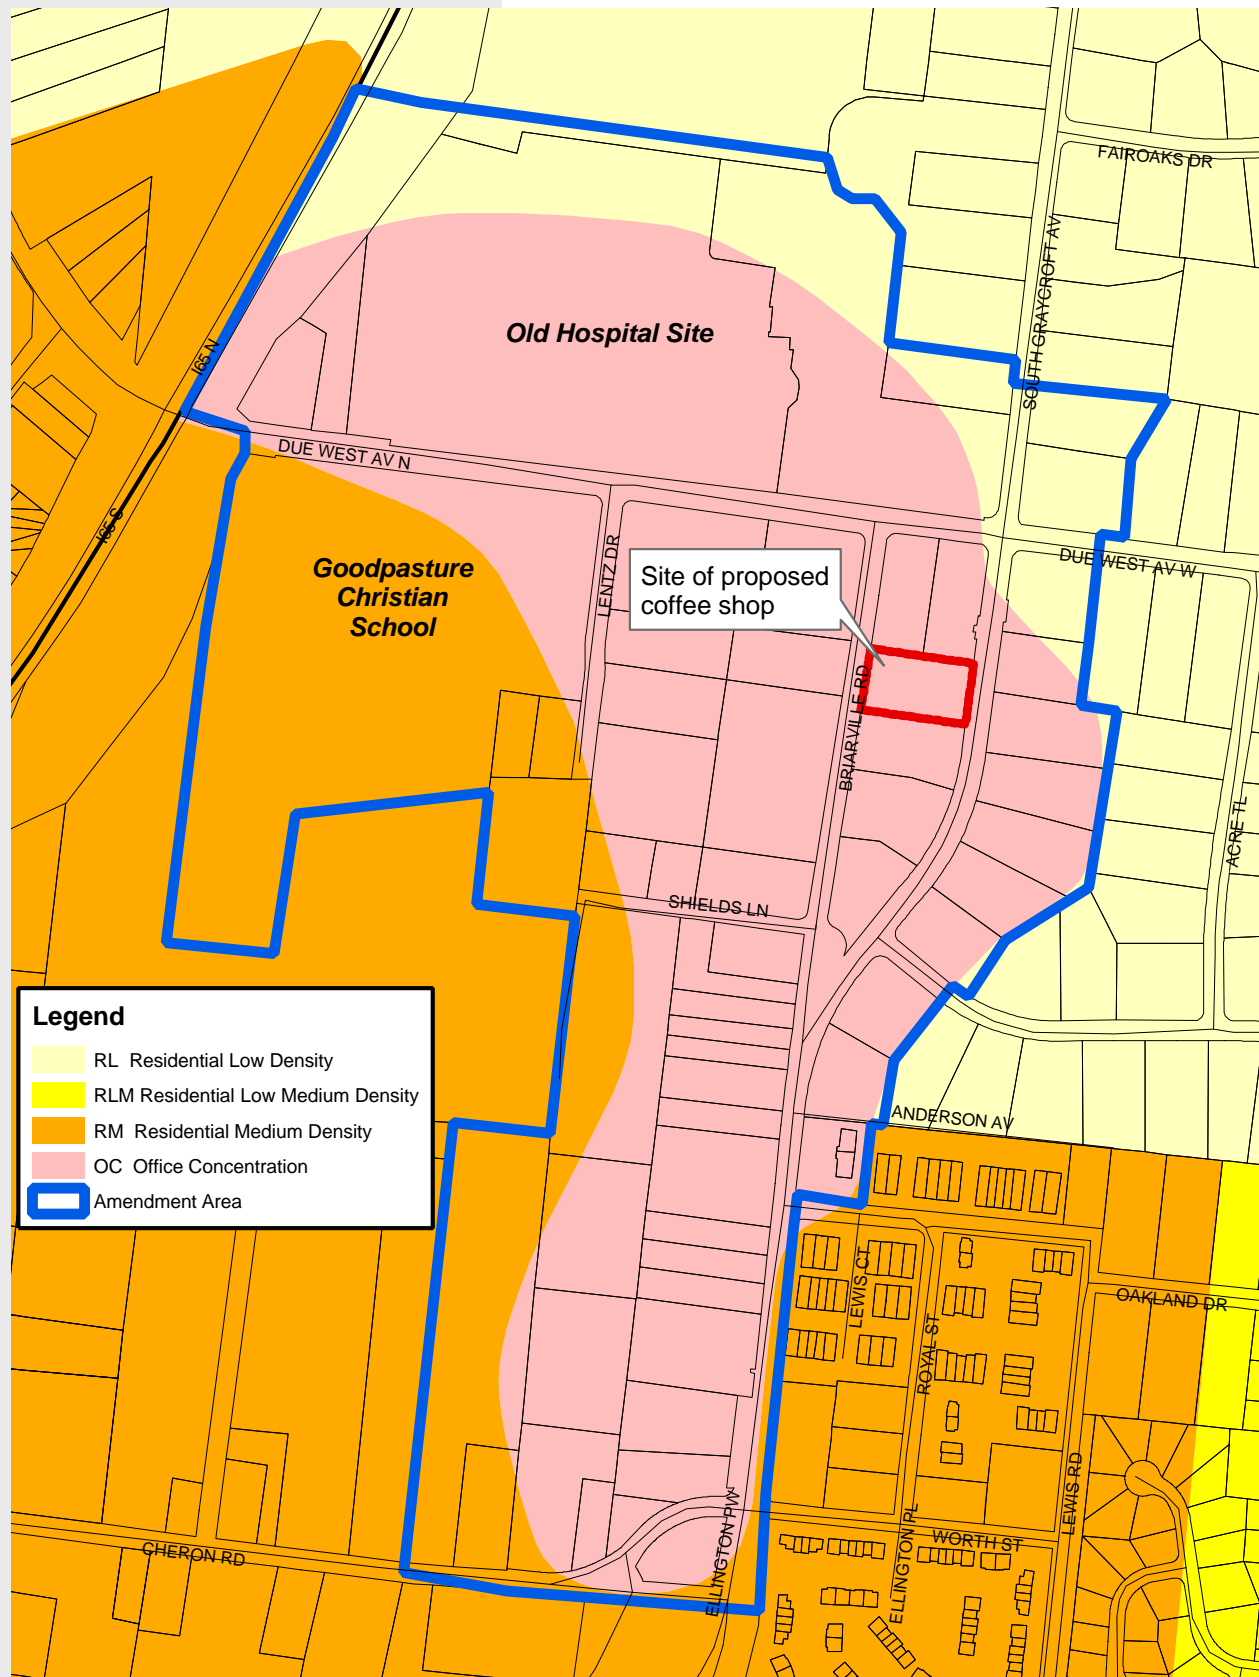 FAIROAKS DR
SOUTH GRAYCROFT AV
Old Hospital Site
I65 N
DUE WEST AV N
I65 S
DUE WEST AV W
LENTZ DR
Goodpasture
Christian
School
Site of proposed
coffee shop
BRIARVILLE RD
ACRE TL
SHIELDS LN
Legend
RL Residential Low Density
RLM Residential Low Medium Density
RM Residential Medium Density
OC Office Concentration
Amendment Area
ANDERSON AV
LEWIS CT
OAKLAND DR
ROYAL ST
LEWIS RD
WORTH ST
CHERON RD
ELLINGTON PW
ELLINGTON PL